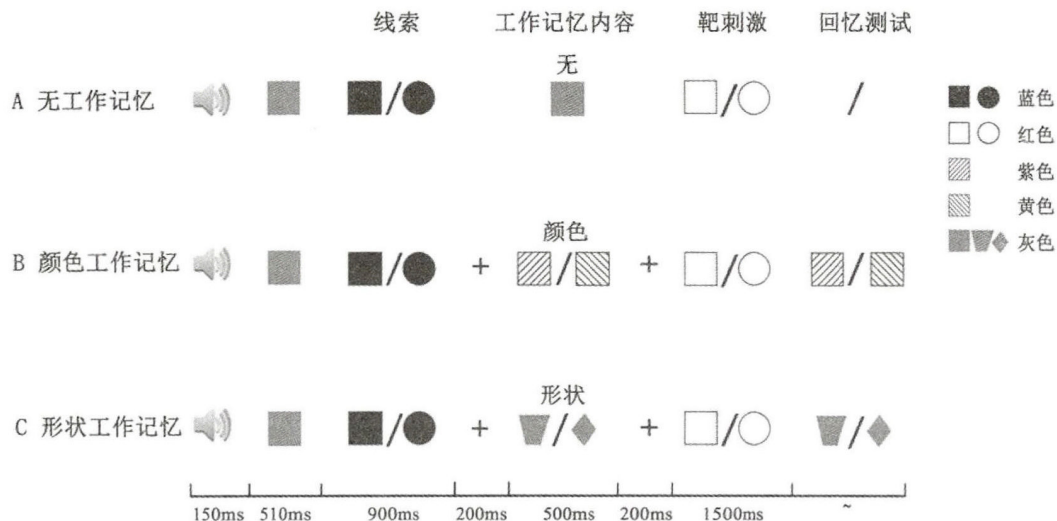 线索 工作记忆内容 靶刺激 回忆测试
无
A 无工作记忆 / / /
蓝色
红色
紫色
黄色
灰色
颜色
B 颜色工作记忆 / + / + / /
形状
C 形状工作记忆 / + / + / /
150ms 510ms 900ms 200ms 500ms 200ms 1500ms ~